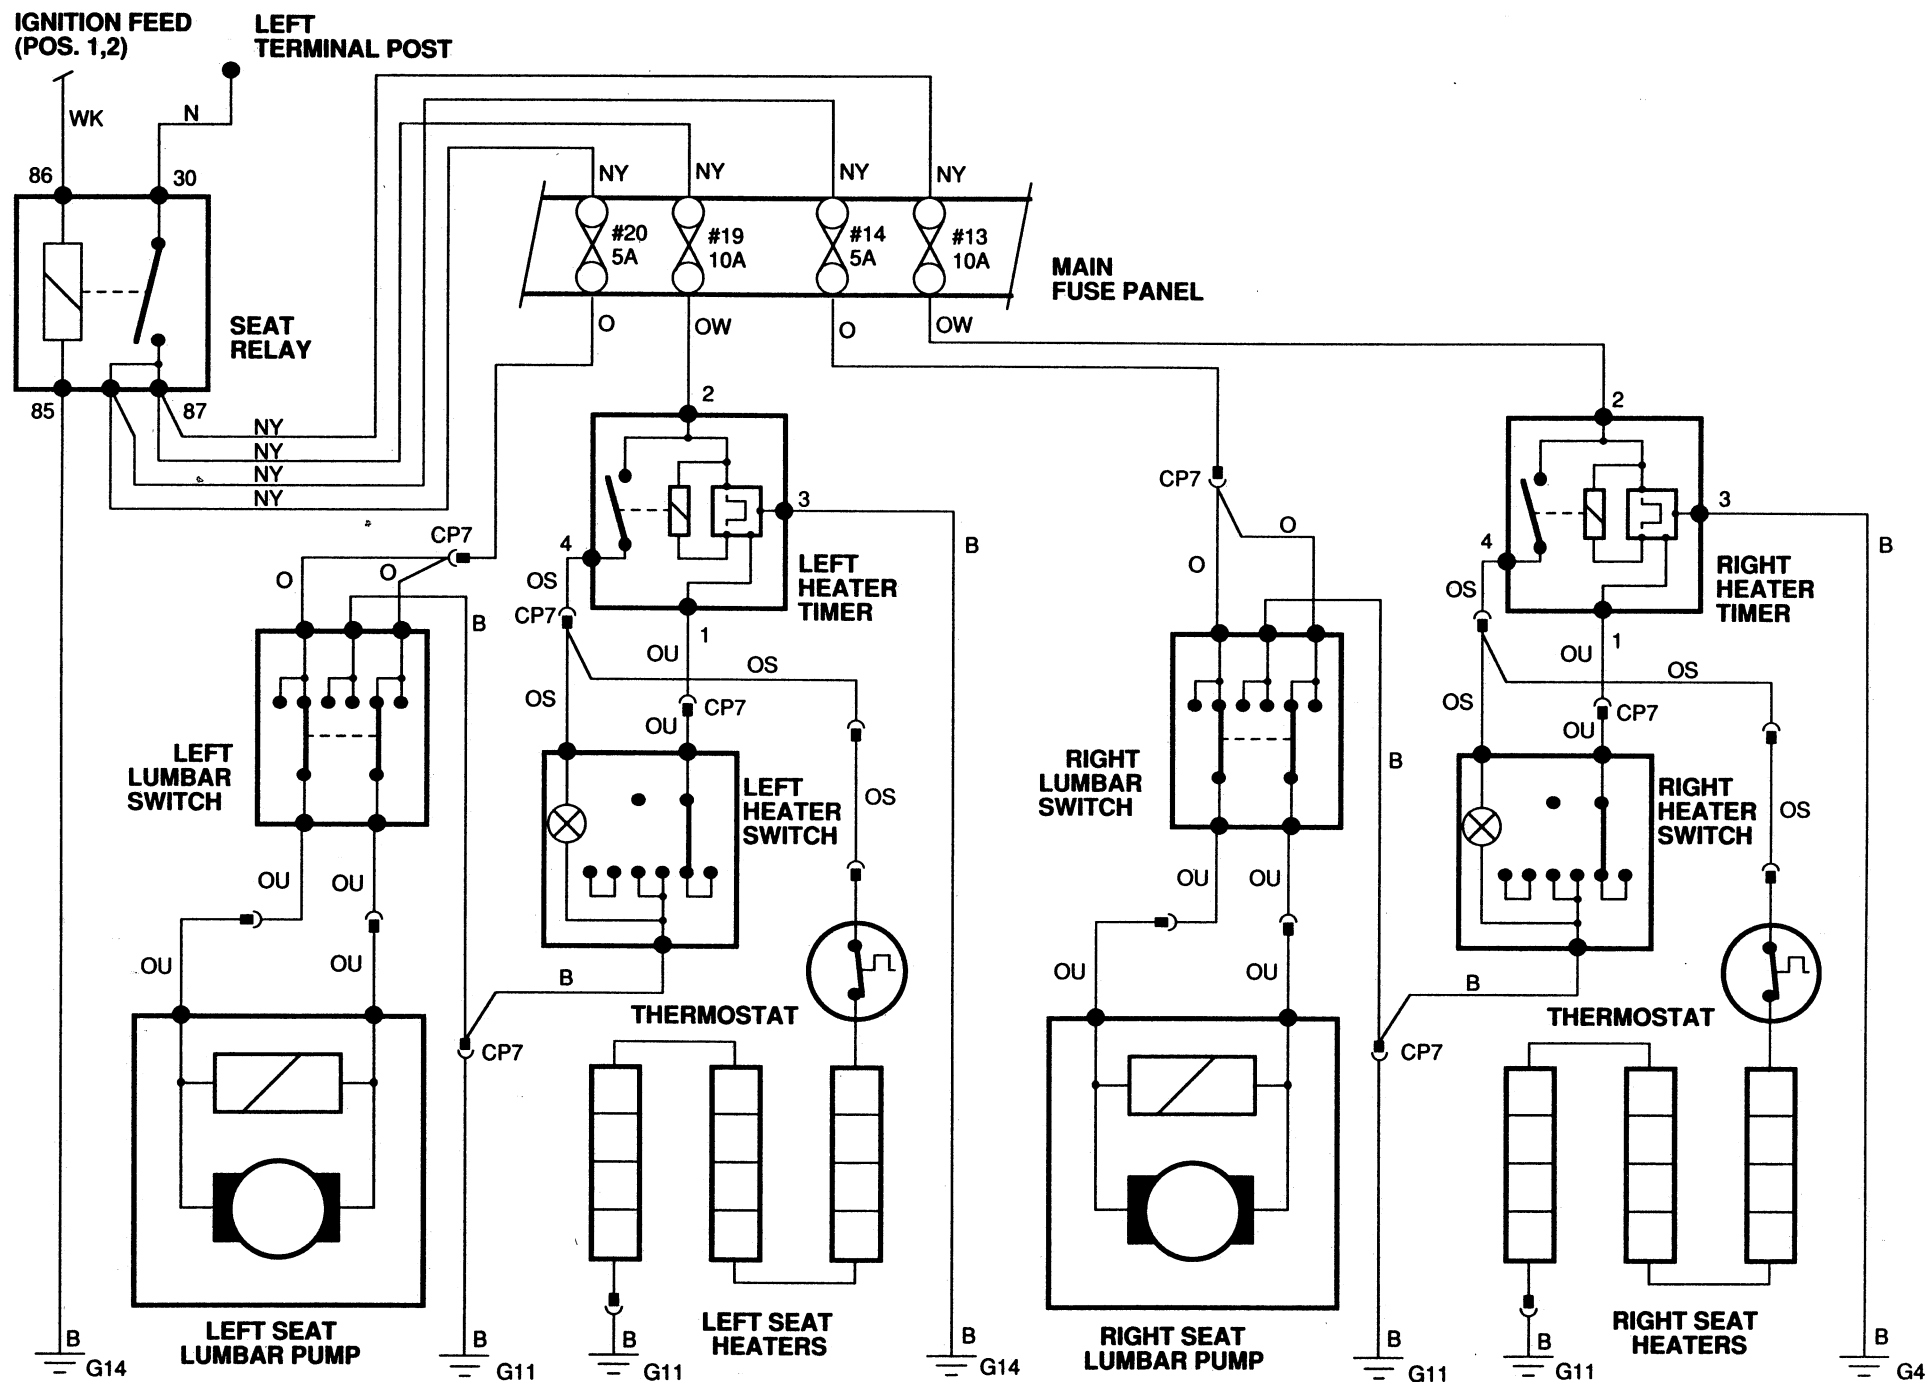 IGNITION FEED
(POS. 1,2)
LEFT
TERMINAL POST
WK
N
86
30
NY
NY
NY
NY
#20
5A
#19
10A
#14
5A
#13
10A
MAIN
FUSE PANEL
SEAT
RELAY
O
OW
O
OW
85
87
NY
NY
NY
NY
2
2
CP7
3
3
CP7
O
O
4
OS
LEFT
HEATER
TIMER
B
O
O
4
OS
RIGHT
HEATER
TIMER
B
CP7
B
1
OU
OS
OS
CP7
OU
1
OU
OS
OS
CP7
OU
LEFT
LUMBAR
SWITCH
LEFT
HEATER
SWITCH
OS
RIGHT
LUMBAR
SWITCH
B
RIGHT
HEATER
SWITCH
OS
OU
OU
OU
OU
OU
OU
B
OU
OU
B
THERMOSTAT
THERMOSTAT
CP7
CP7
LEFT SEAT
LUMBAR PUMP
LEFT SEAT
HEATERS
RIGHT SEAT
LUMBAR PUMP
RIGHT SEAT
HEATERS
B
G14
B
G11
B
G11
B
G14
B
G11
B
G11
B
G4